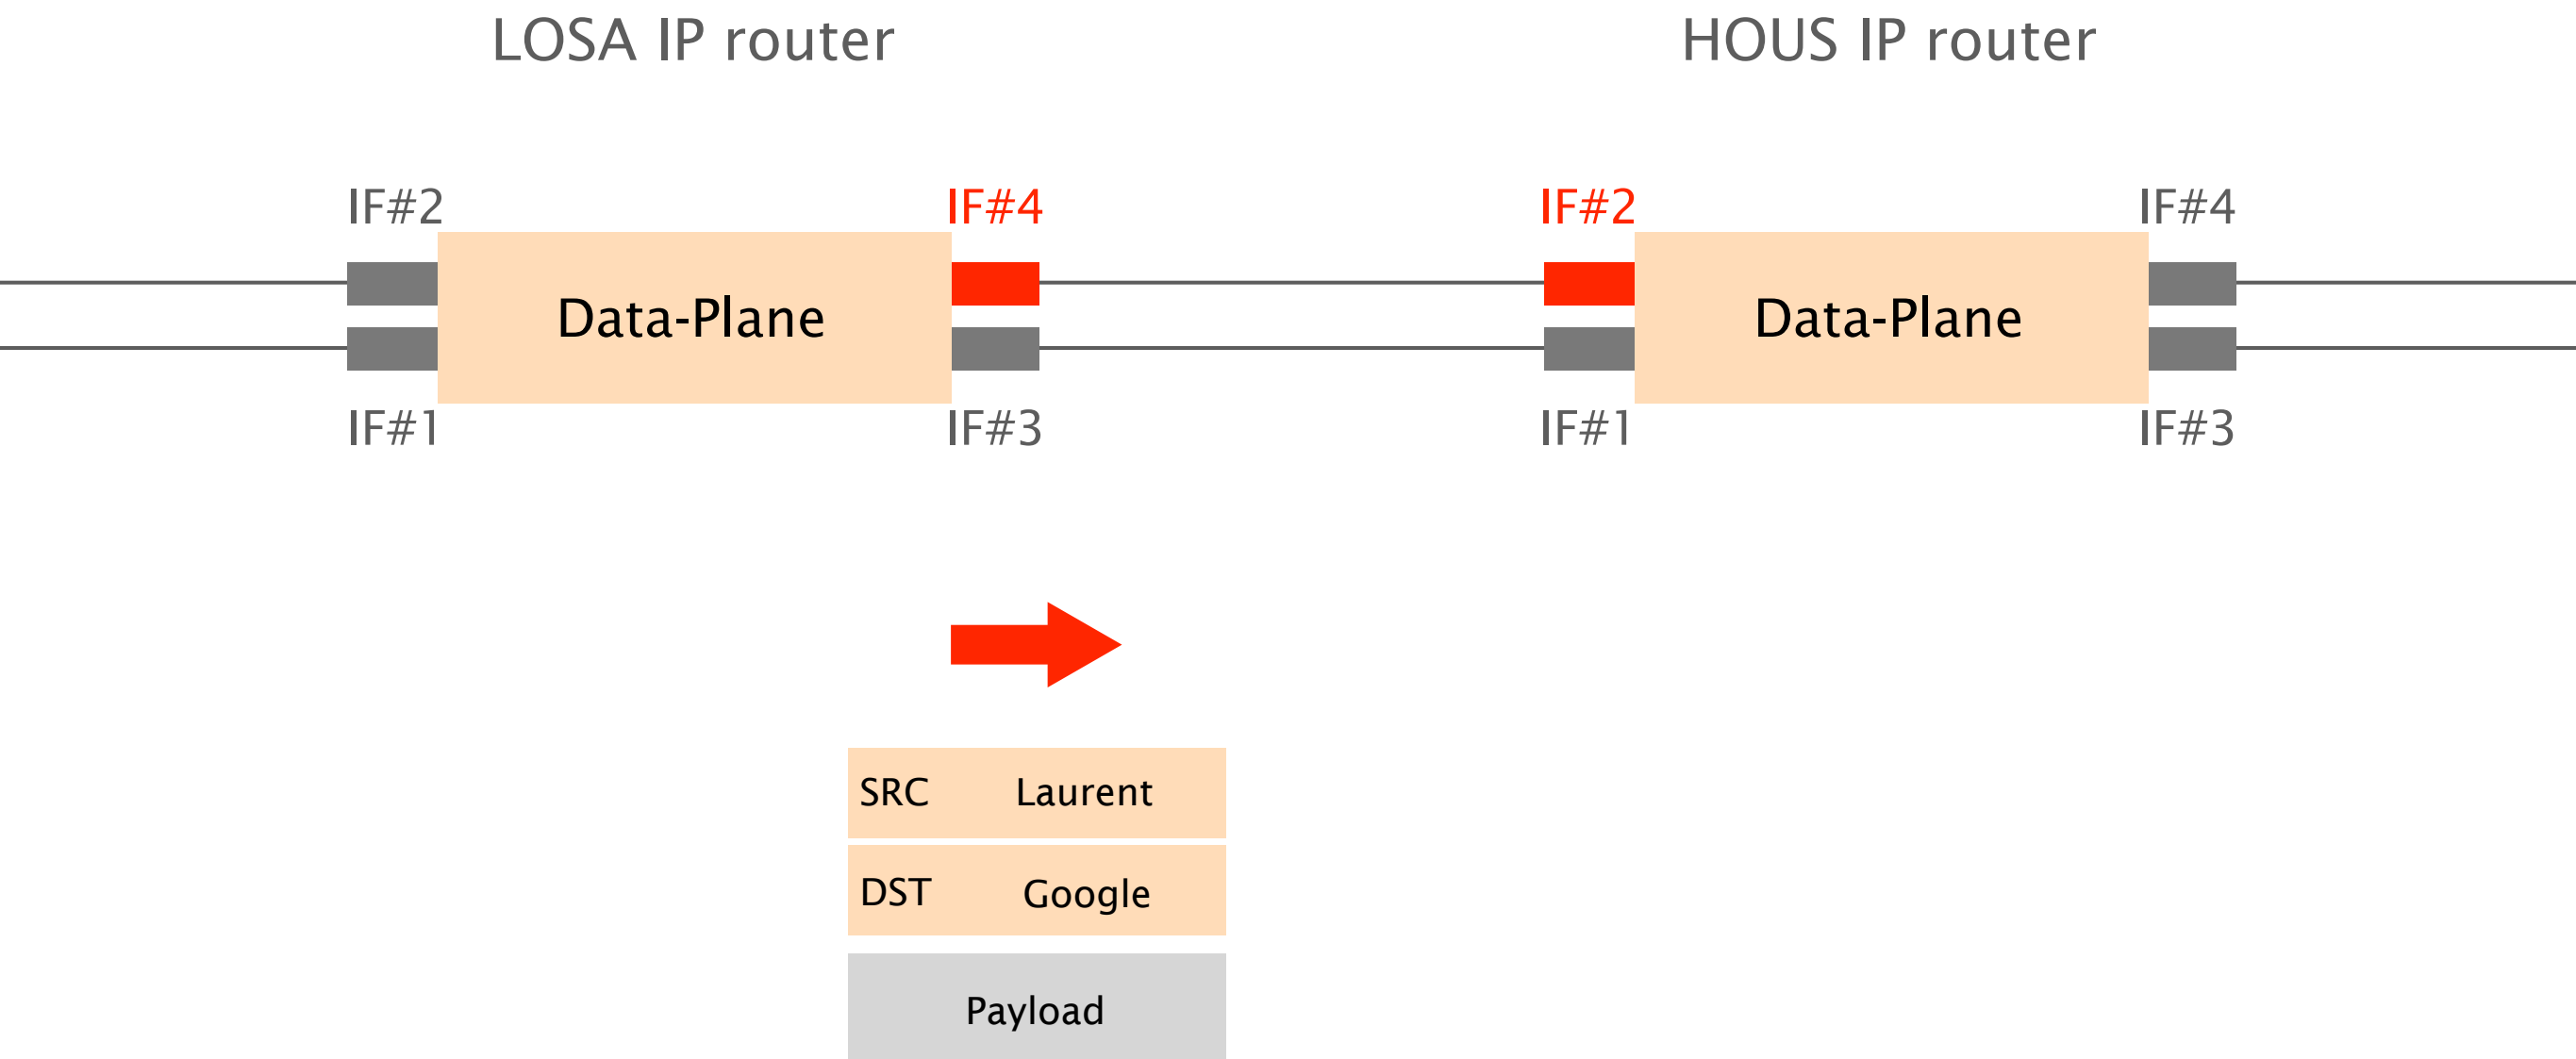 LOSA IP router
HOUS IP router
IF#2
IF#4
IF#2
IF#4
Data-Plane
Data-Plane
IF#1
IF#3
IF#1
IF#3
SRC Laurent
DST Google
Payload